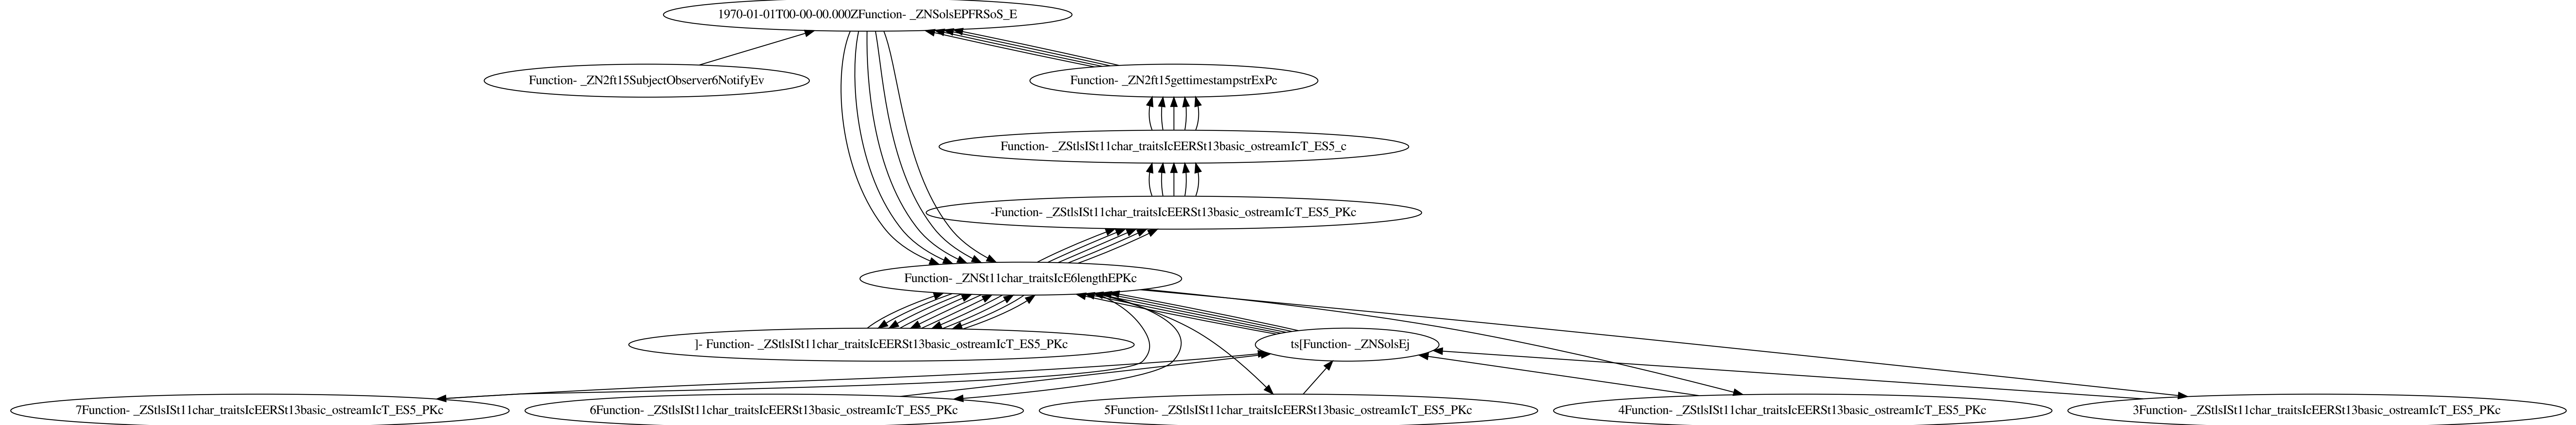 1970-01-01T00-00-00.000ZFunction- _ZNSolsEPFRSoS_E
Function- _ZN2ft15SubjectObserver6NotifyEv
Function- _ZN2ft15gettimestampstrExPc
Function- _ZStlsISt11char_traitsIcEERSt13basic_ostreamIcT_ES5_c
-Function- _ZStlsISt11char_traitsIcEERSt13basic_ostreamIcT_ES5_PKc
Function- _ZNSt11char_traitsIcE6lengthEPKc
]- Function- _ZStlsISt11char_traitsIcEERSt13basic_ostreamIcT_ES5_PKc
ts[Function- _ZNSolsEj
7Function- _ZStlsISt11char_traitsIcEERSt13basic_ostreamIcT_ES5_PKc
6Function- _ZStlsISt11char_traitsIcEERSt13basic_ostreamIcT_ES5_PKc
5Function- _ZStlsISt11char_traitsIcEERSt13basic_ostreamIcT_ES5_PKc
4Function- _ZStlsISt11char_traitsIcEERSt13basic_ostreamIcT_ES5_PKc
3Function- _ZStlsISt11char_traitsIcEERSt13basic_ostreamIcT_ES5_PKc